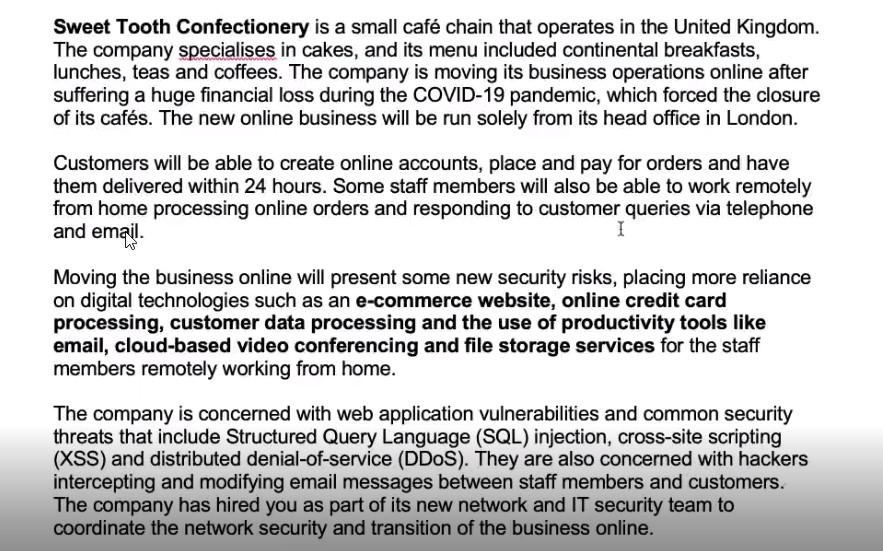 Sweet Tooth Confectionery is a small café chain that operates in the United Kingdom.
The company specialises in cakes, and its menu included continental breakfasts,
lunches, teas and coffees. The company is moving its business operations online after
suffering a huge financial loss during the COVID-19 pandemic, which forced the closure
of its cafés. The new online business will be run solely from its head office in London.
Customers will be able to create online accounts, place and pay for orders and have
them delivered within 24 hours. Some staff members will also be able to work remotely
from home processing online orders and responding to customer queries via telephone
and email.
Moving the business online will present some new security risks, placing more reliance
on digital technologies such as an e-commerce website, online credit card
processing, customer data processing and the use of productivity tools like
email, cloud-based video conferencing and file storage services for the staff
members remotely working from home.
The company is concerned with web application vulnerabilities and common security
threats that include Structured Query Language (SQL) injection, cross-site scripting
(XSS) and distributed denial-of-service (DDoS). They are also concerned with hackers
intercepting and modifying email messages between staff members and customers.
The company has hired you as part of its new network and IT security team to
coordinate the network security and transition of the business online.